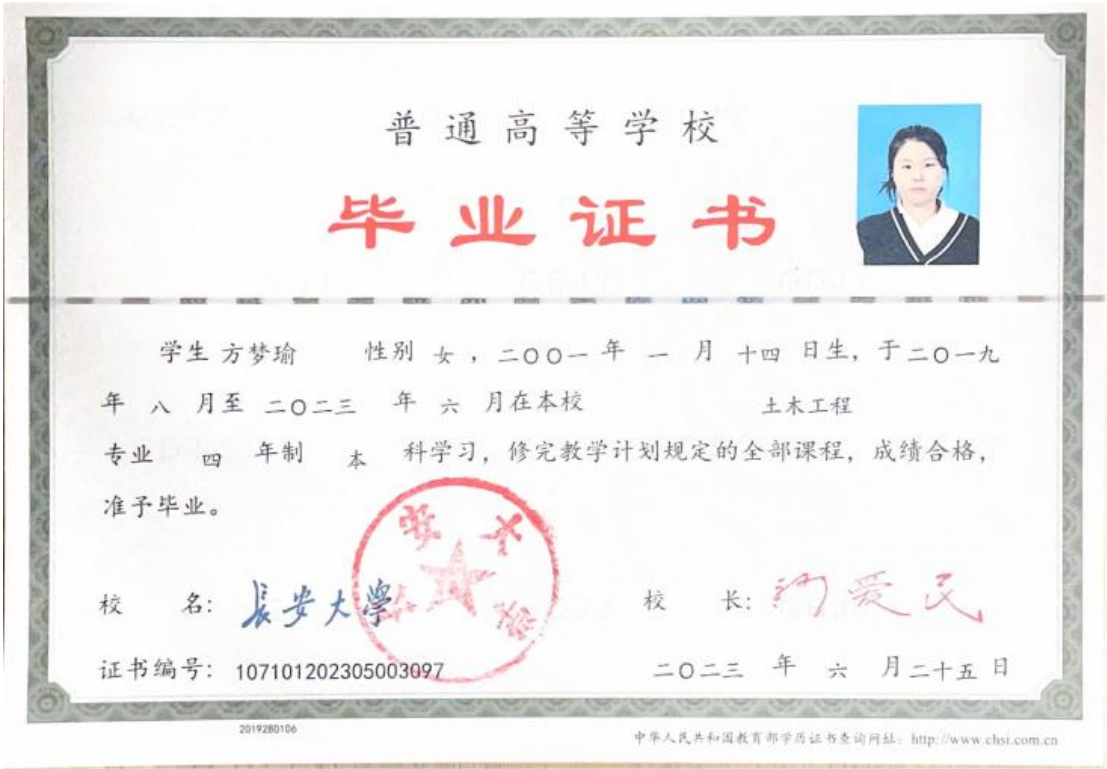 普通高等学校
毕业证书
学生 方梦瑜 性别 女 ，二〇〇一 年 一 月 十四 日生，于 二〇一九
年 八 月至 二〇二三 年 六 月在本校 土木工程
专业 四 年制 本 科学习，修完教学计划规定的全部课程，成绩合格，
准予毕业。
校 名：長安大學 校 长：沙爱民
证书编号：107101202305003097 二〇二三 年 六 月二十五日
2019280106 中华人民共和国教育部学历证书查询网址：http://www.chsi.com.cn